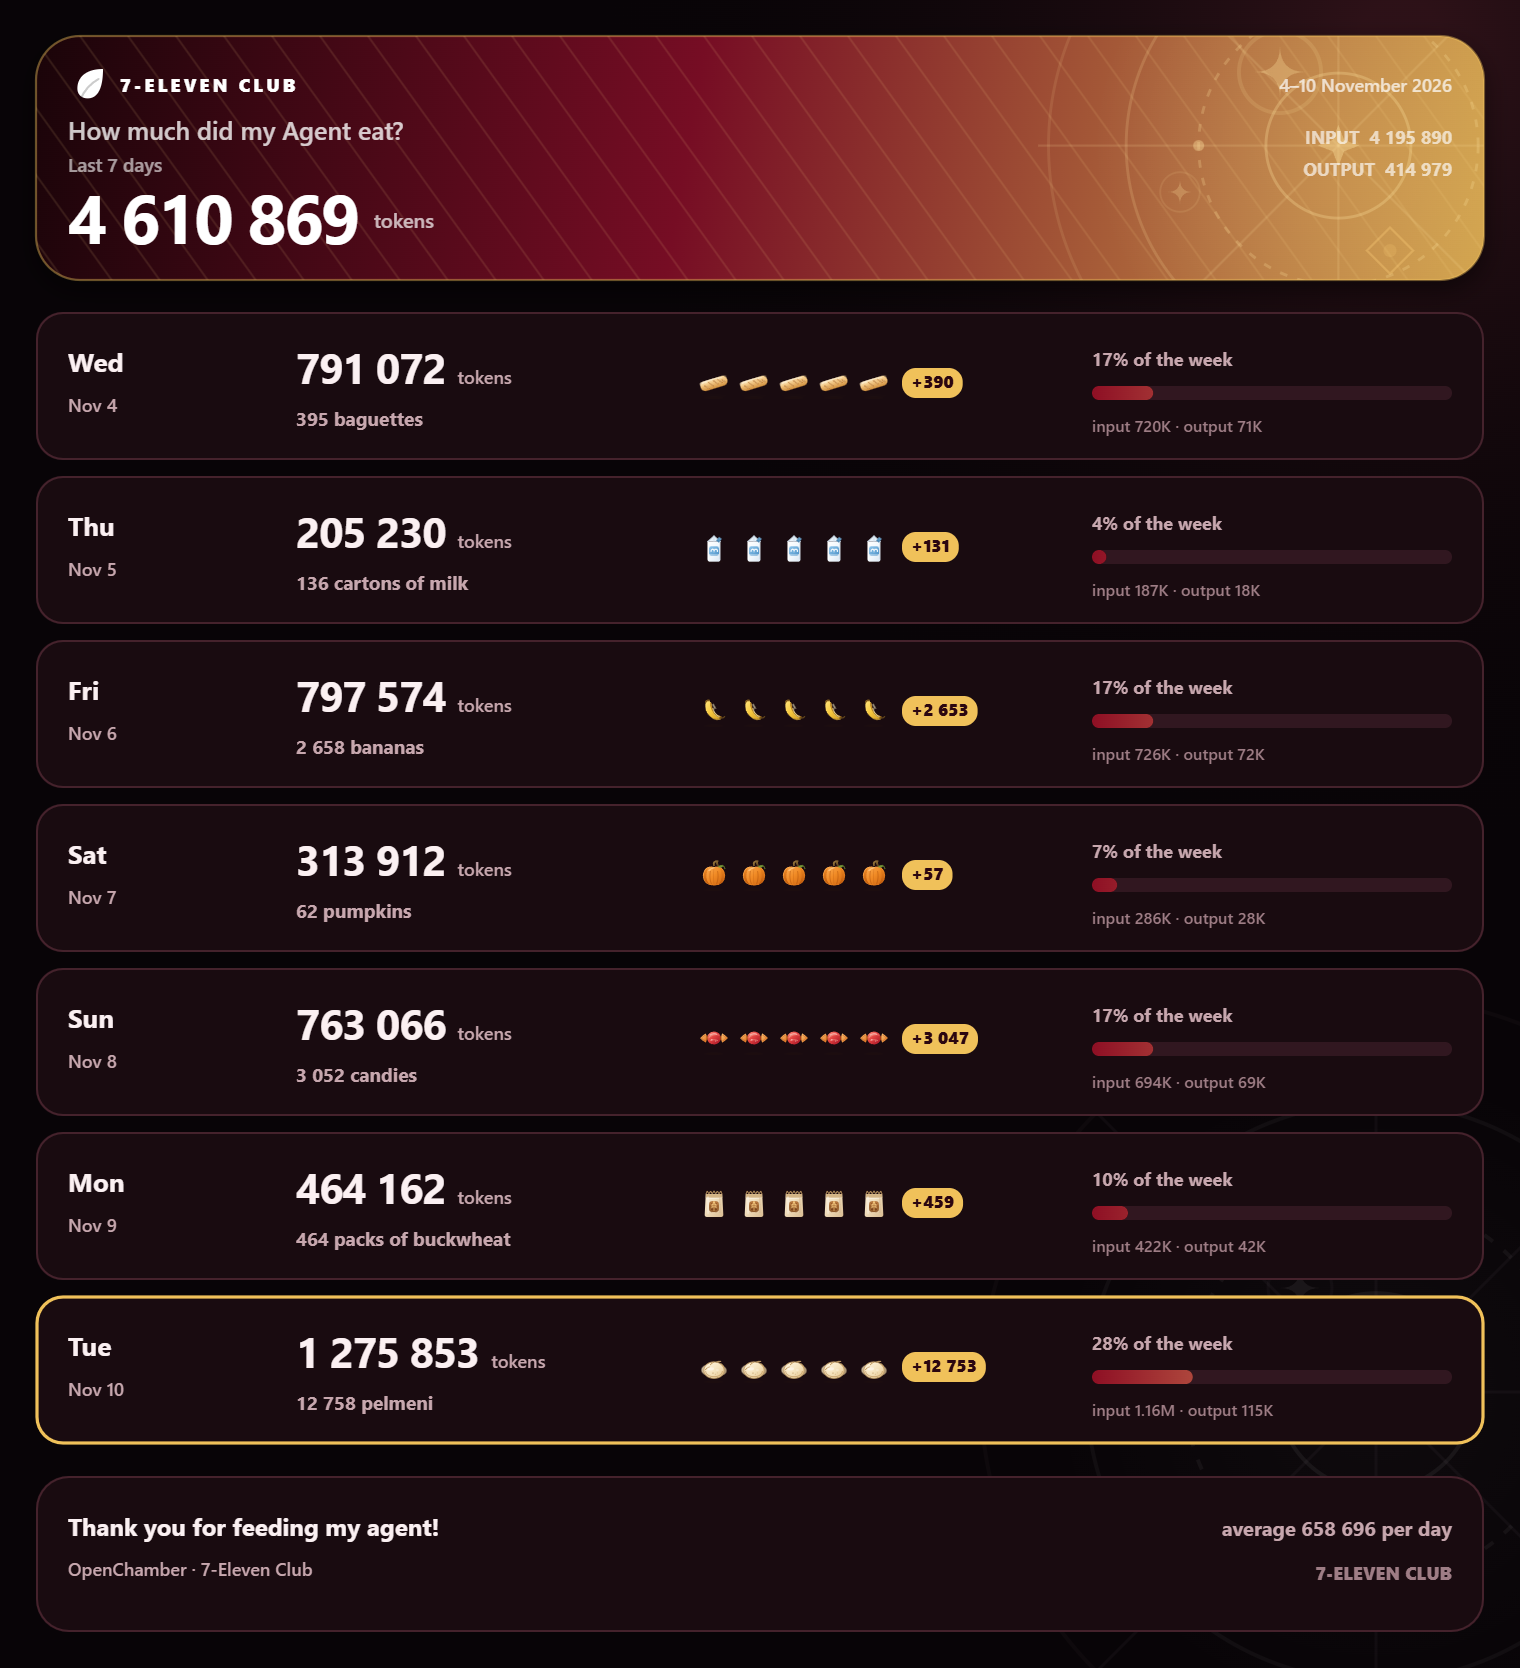 7-ELEVEN CLUB
4–10 November 2026
How much did my Agent eat?
INPUT 4 195 890
Last 7 days
OUTPUT 414 979
4 610 869 tokens
Wed
Nov 4
791 072 tokens
395 baguettes
+390
17% of the week
input 720K · output 71K
Thu
Nov 5
205 230 tokens
136 cartons of milk
+131
4% of the week
input 187K · output 18K
Fri
Nov 6
797 574 tokens
2 658 bananas
+2 653
17% of the week
input 726K · output 72K
Sat
Nov 7
313 912 tokens
62 pumpkins
+57
7% of the week
input 286K · output 28K
Sun
Nov 8
763 066 tokens
3 052 candies
+3 047
17% of the week
input 694K · output 69K
Mon
Nov 9
464 162 tokens
464 packs of buckwheat
+459
10% of the week
input 422K · output 42K
Tue
Nov 10
1 275 853 tokens
12 758 pelmeni
+12 753
28% of the week
input 1.16M · output 115K
Thank you for feeding my agent!
average 658 696 per day
OpenChamber · 7-Eleven Club
7-ELEVEN CLUB